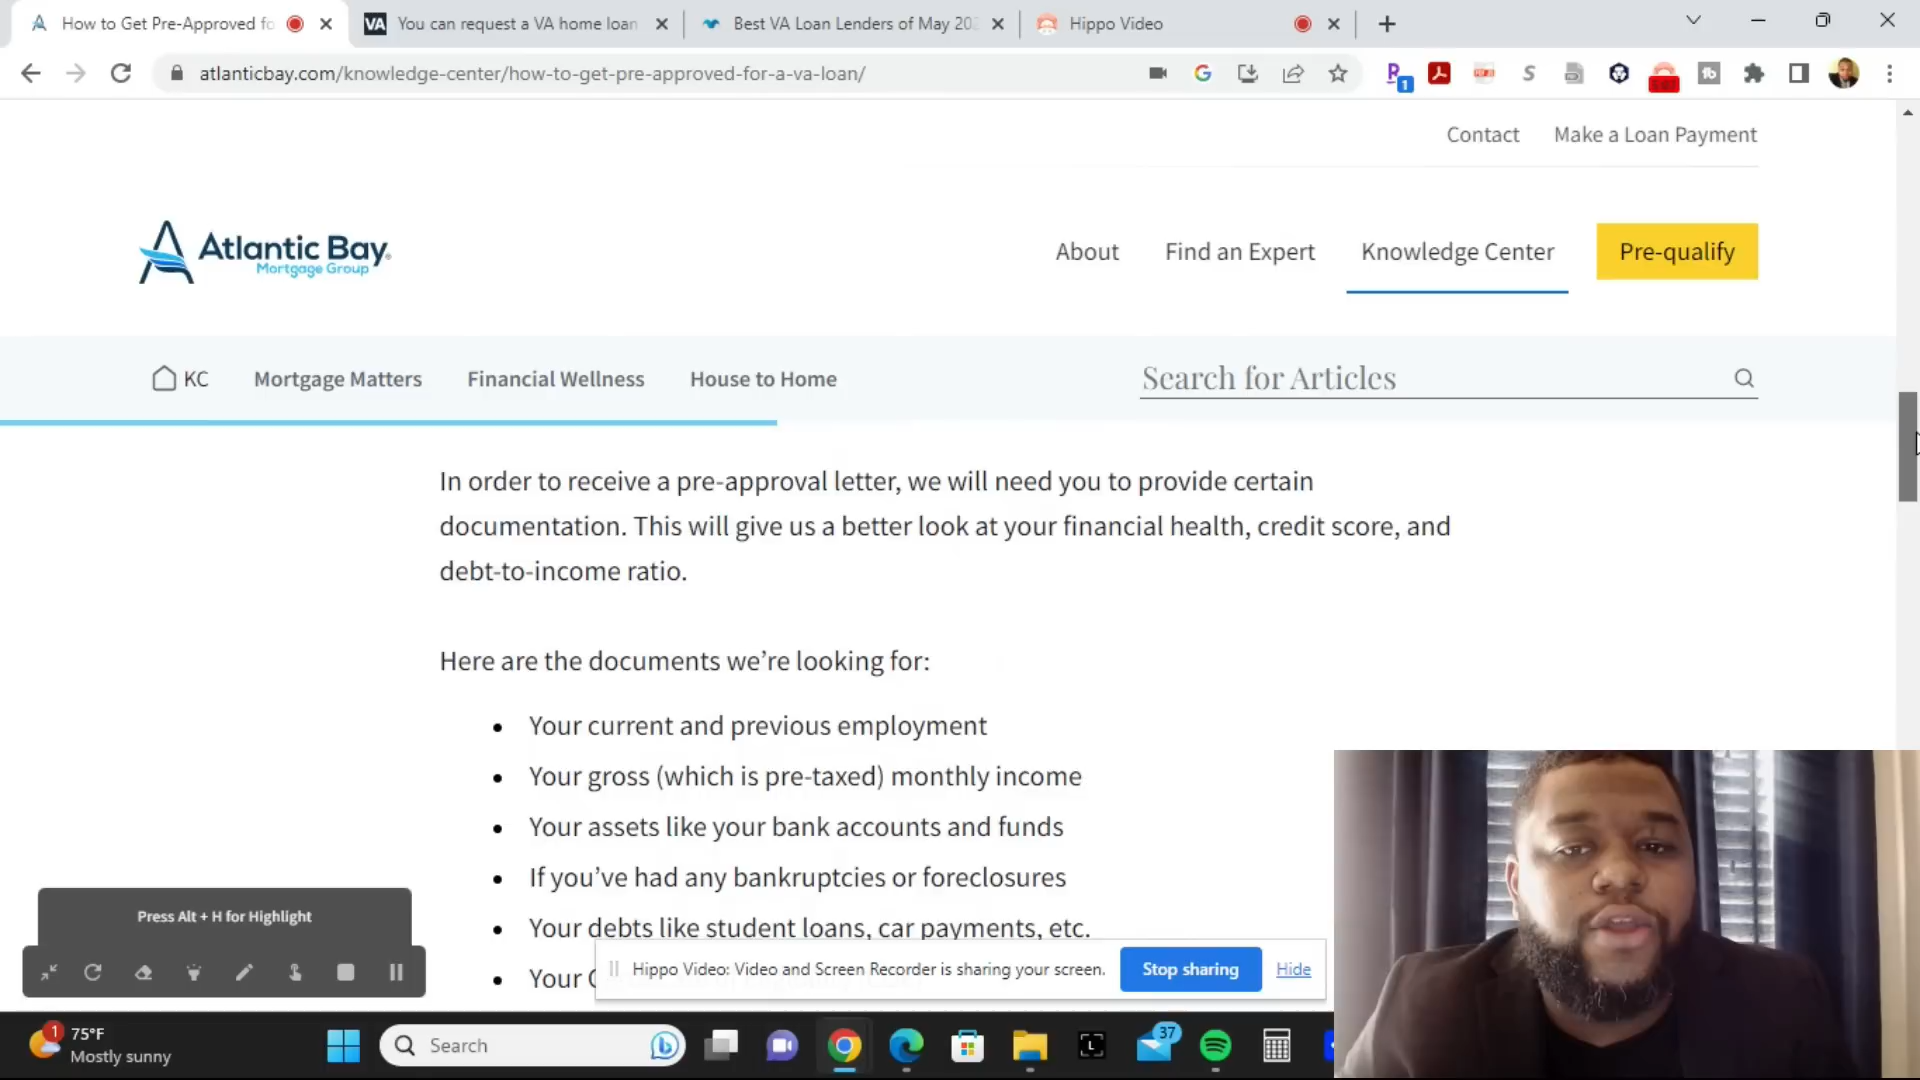 How to Get Pre-Approved fo
You can request a VA home loan
Best VA Loan Lenders of May 202
Hippo Video
atlanticbay.com/knowledge-center/how-to-get-pre-approved-for-a-va-loan/
Contact
Make a Loan Payment
Atlantic Bay
Mortgage Group
About
Find an Expert
Knowledge Center
Pre-qualify
KC
Mortgage Matters
Financial Wellness
House to Home
Search for Articles
In order to receive a pre-approval letter, we will need you to provide certain
documentation. This will give us a better look at your financial health, credit score, and
debt-to-income ratio.
Here are the documents we’re looking for:
• Your current and previous employment
• Your gross (which is pre-taxed) monthly income
• Your assets like your bank accounts and funds
• If you’ve had any bankruptcies or foreclosures
• Your debts like student loans, car payments, etc.
• Your
Press Alt + H for Highlight
Hippo Video: Video and Screen Recorder is sharing your screen.
Stop sharing
Hide
1
75°F
Mostly sunny
Search
37